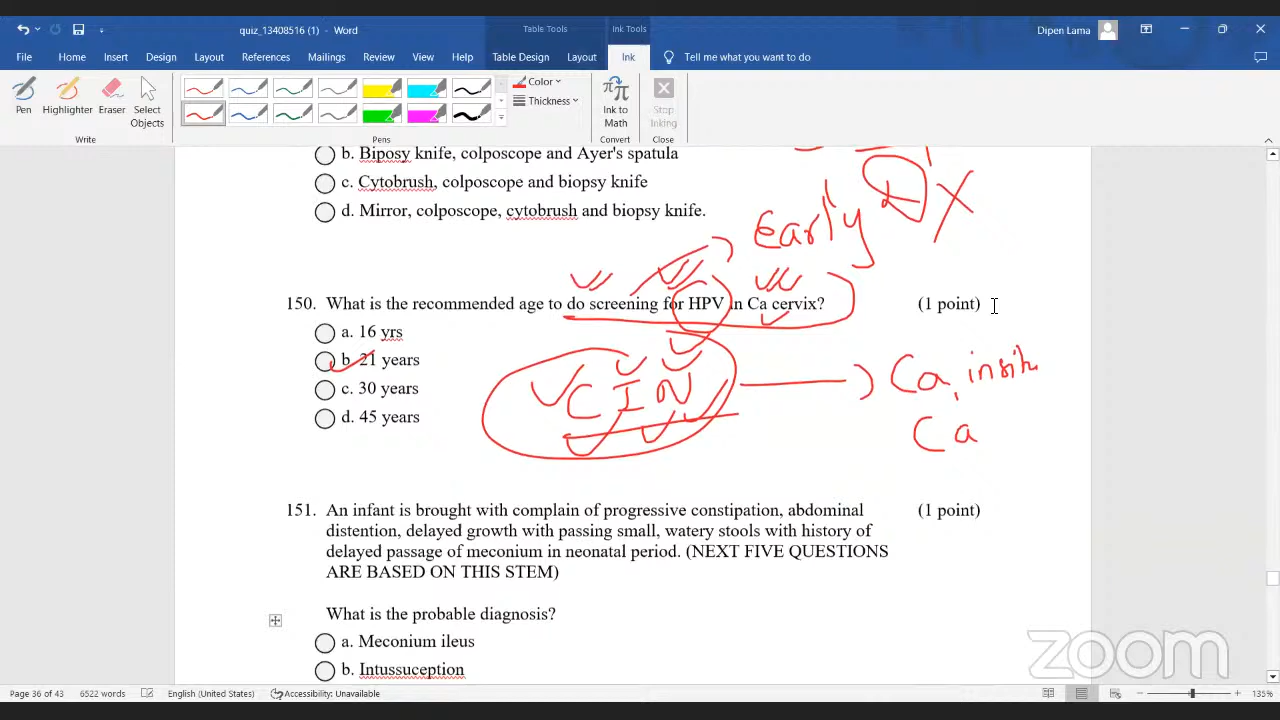 quiz_13408516 (1) - Word
Table Tools
Ink Tools
Dipen Lama
File Home Insert Design Layout References Mailings Review View Help Table Design Layout Ink Tell me what you want to do
Pen
Highlighter
Eraser
Select Objects
Color
Thickness
Ink to Math
Stop Inking
Write
Pens
Convert
Close
b. Biposy knife, colposcope and Ayer's spatula
c. Cytobrush, colposcope and biopsy knife
d. Mirror, colposcope, cytobrush and biopsy knife.
Early Dx
150. What is the recommended age to do screening for HPV in Ca cervix? (1 point)
a. 16 yrs
b. 21 years
c. 30 years
d. 45 years
CIN
Ca insitu
Ca
151. An infant is brought with complain of progressive constipation, abdominal (1 point)
distention, delayed growth with passing small, watery stools with history of
delayed passage of meconium in neonatal period. (NEXT FIVE QUESTIONS
ARE BASED ON THIS STEM)
What is the probable diagnosis?
a. Meconium ileus
b. Intussuception
zoom
Page 36 of 43 6522 words English (United States) Accessibility: Unavailable 135%